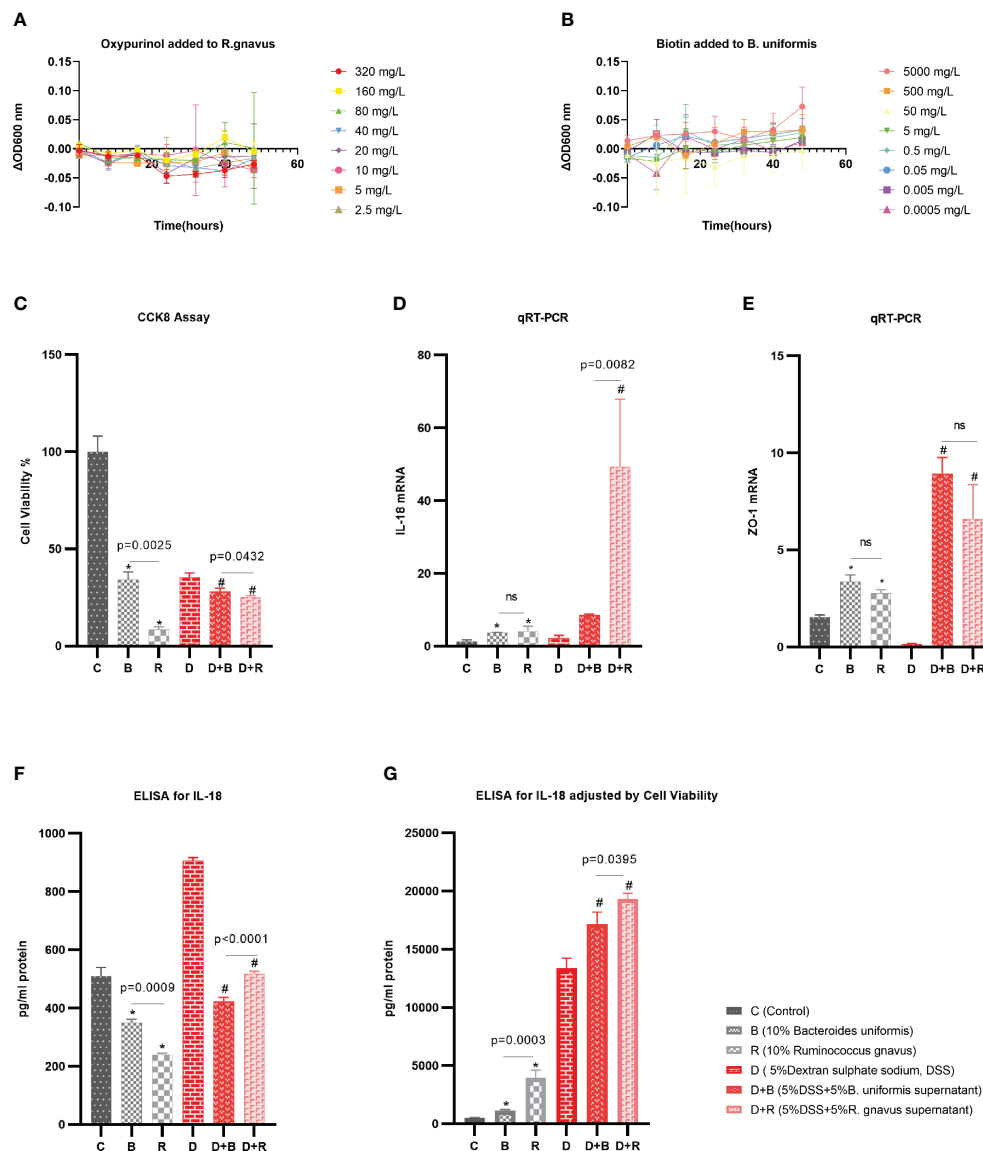 A
Oxypurinol added to R.gnavus
0.15
0.10
0.05
0.00
-0.05
-0.10
ΔOD600 nm
20
40
60
Time(hours)
320 mg/L
160 mg/L
80 mg/L
40 mg/L
20 mg/L
10 mg/L
5 mg/L
2.5 mg/L
B
Biotin added to B. uniformis
0.15
0.10
0.05
0.00
-0.05
-0.10
ΔOD600 nm
20
40
60
Time(hours)
5000 mg/L
500 mg/L
50 mg/L
5 mg/L
0.5 mg/L
0.05 mg/L
0.005 mg/L
0.0005 mg/L
C
CCK8 Assay
150
100
50
0
Cell Viability %
p=0.0025
p=0.0432
*
*
#
#
C B R D D+B D+R
D
qRT-PCR
80
60
40
20
0
IL-18 mRNA
p=0.0082
#
ns
*
*
C B R D D+B D+R
E
qRT-PCR
15
10
5
0
ZO-1 mRNA
ns
#
#
ns
*
*
C B R D D+B D+R
F
ELISA for IL-18
1000
800
600
400
200
0
pg/ml protein
p=0.0009
p<0.0001
*
*
#
#
C B R D D+B D+R
G
ELISA for IL-18 adjusted by Cell Viability
25000
20000
15000
10000
5000
0
pg/ml protein
p=0.0395
#
#
p=0.0003
*
*
C B R D D+B D+R
C (Control)
B (10% Bacteroides uniformis)
R (10% Ruminococcus gnavus)
D ( 5%Dextran sulphate sodium, DSS)
D+B (5%DSS+5%B. uniformis supernatant)
D+R (5%DSS+5%R. gnavus supernatant)